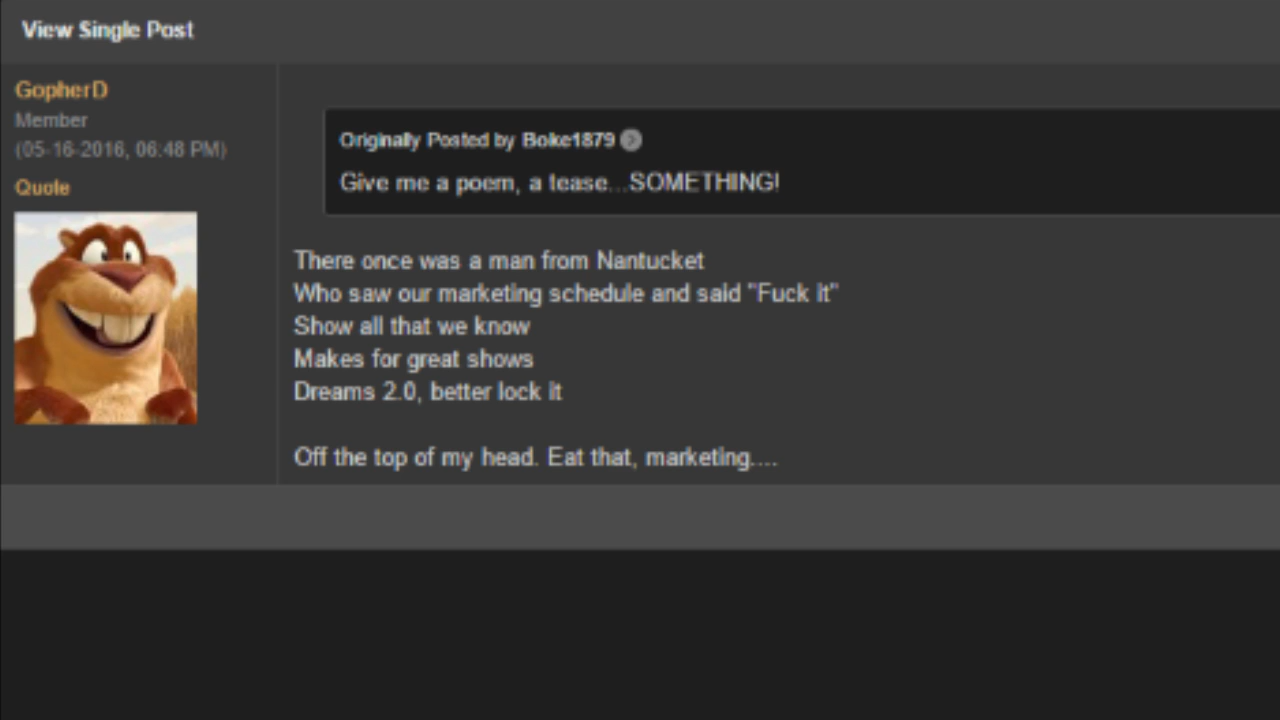 View Single Post
GopherD
Member
(05-16-2016, 06:48 PM)
Quote
Originally Posted by Boke1879
Give me a poem, a tease...SOMETHING!
There once was a man from Nantucket
Who saw our marketing schedule and said "Fuck it"
Show all that we know
Makes for great shows
Dreams 2.0, better lock it
Off the top of my head. Eat that, marketing....